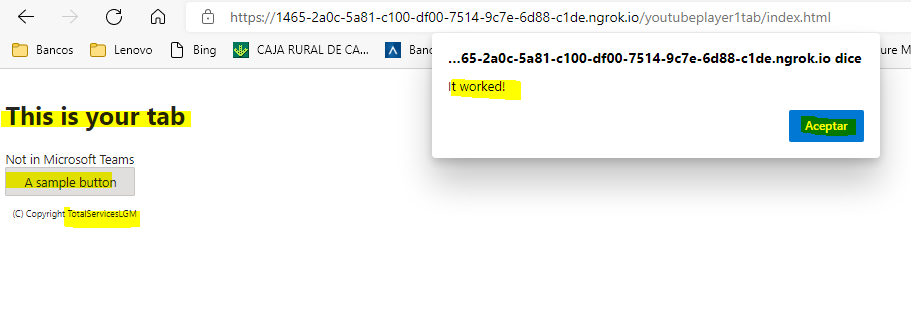 https://1465-2a0c-5a81-c100-df00-7514-9c7e-6d88-c1de.ngrok.io/youtubeplayer1tab/index.html
Bancos Lenovo Bing CAJA RURAL DE CA... Banc ure M
...65-2a0c-5a81-c100-df00-7514-9c7e-6d88-c1de.ngrok.io dice
It worked!
Aceptar
This is your tab
Not in Microsoft Teams
A sample button
(C) Copyright TotalServicesLGM